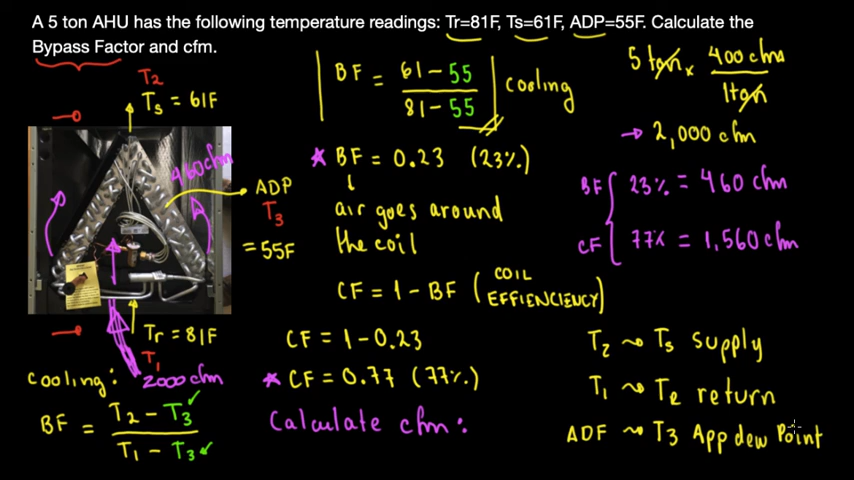 A 5 ton AHU has the following temperature readings: Tr=81F, Ts=61F, ADP=55F. Calculate the
Bypass Factor and cfm.
T2
Ts = 61F
460 cfm
ADP
T3
= 55F
Tr = 81F
T1
2000 cfm
cooling:
BF = T2 - T3 / T1 - T3
BF = 61 - 55 / 81 - 55
cooling
BF = 0.23 (23%)
air goes around
the coil
CF = 1 - BF (COIL
EFFIENCIENCY)
CF = 1 - 0.23
CF = 0.77 (77%)
Calculate cfm:
5 ton x 400 cfm / 1 ton
→ 2,000 cfm
BF 23% = 460 cfm
CF 77% = 1,560 cfm
T2 ~ Ts supply
T1 ~ TR return
ADF ~ T3 App dew Point